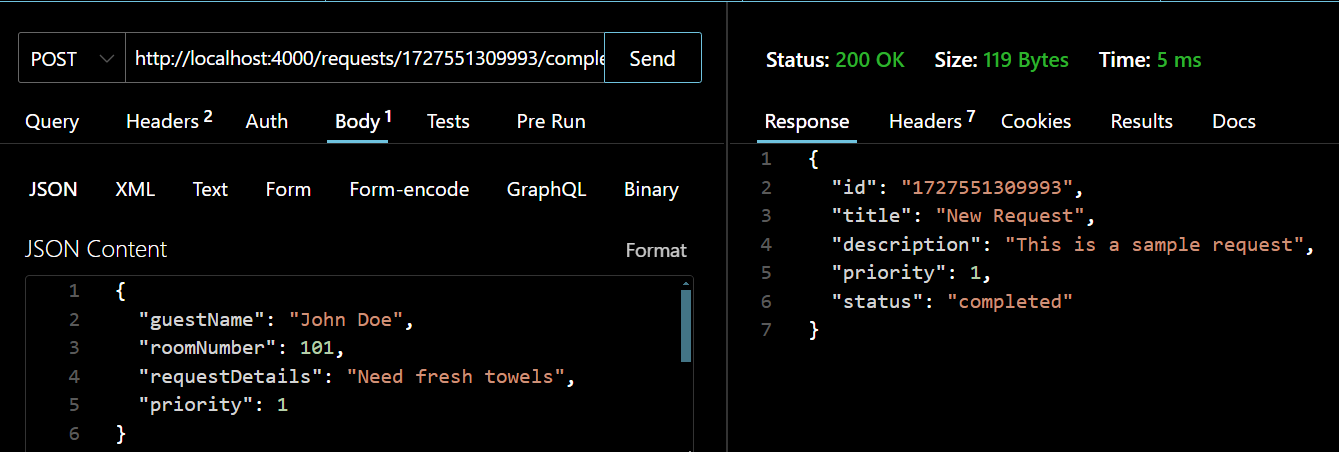 POST http://localhost:4000/requests/1727551309993/comple Send
Query Headers 2 Auth Body 1 Tests Pre Run
JSON XML Text Form Form-encode GraphQL Binary
JSON Content Format
1 {
2 "guestName": "John Doe",
3 "roomNumber": 101,
4 "requestDetails": "Need fresh towels",
5 "priority": 1
6 }
Status: 200 OK Size: 119 Bytes Time: 5 ms
Response Headers 7 Cookies Results Docs
1 {
2 "id": "1727551309993",
3 "title": "New Request",
4 "description": "This is a sample request",
5 "priority": 1,
6 "status": "completed"
7 }